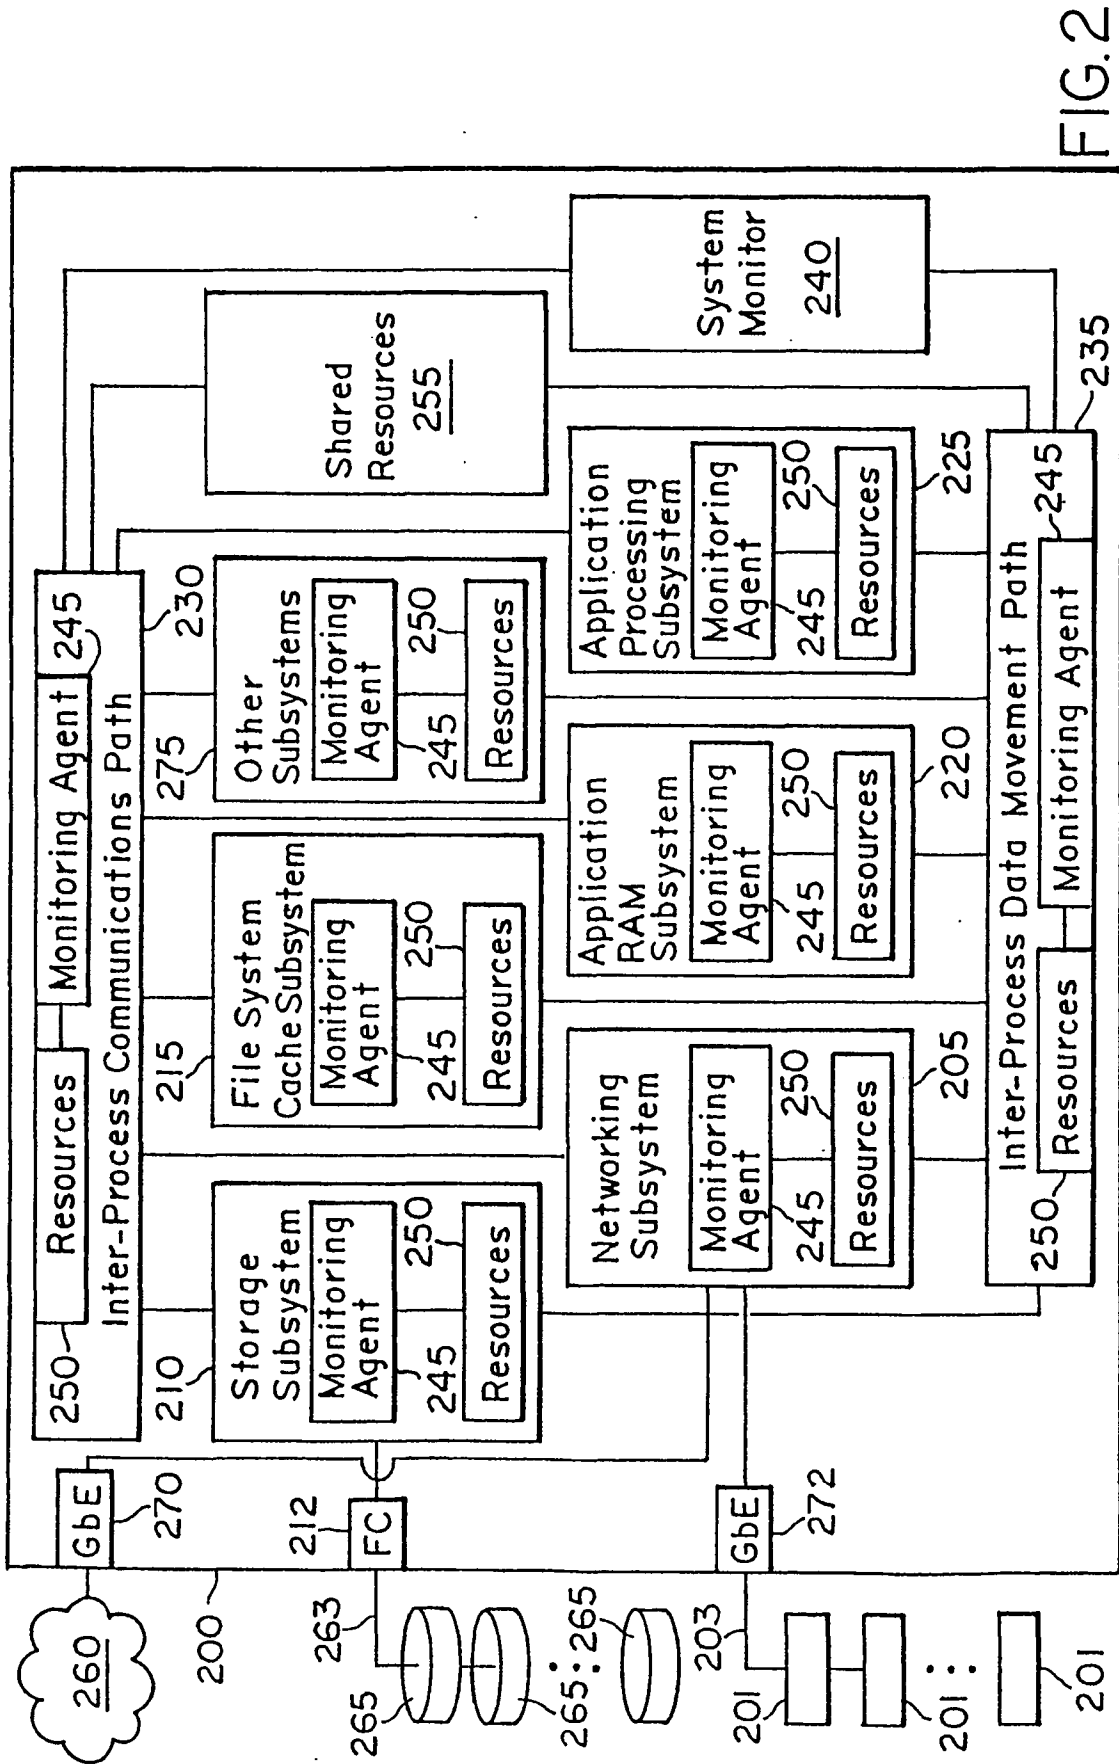 260
GbE
270
200
263
212
FC
265
265
265
203
GbE
272
201
201
201
250
Resources
Monitoring Agent
245
Inter-Process Communications Path
230
210
Storage
Subsystem
Monitoring
Agent
245
250
Resources
215
File System
Cache Subsystem
Monitoring
Agent
245
250
Resources
275
Other
Subsystems
Monitoring
Agent
245
250
Resources
Shared
Resources
255
System
Monitor
240
Networking
Subsystem
Monitoring
Agent
245
250
Resources
205
Application
RAM
Subsystem
Monitoring
Agent
245
250
Resources
220
Application
Processing
Subsystem
Monitoring
Agent
245
250
Resources
225
Inter-Process Data Movement Path
235
250
Resources
Monitoring Agent
245
FIG.2